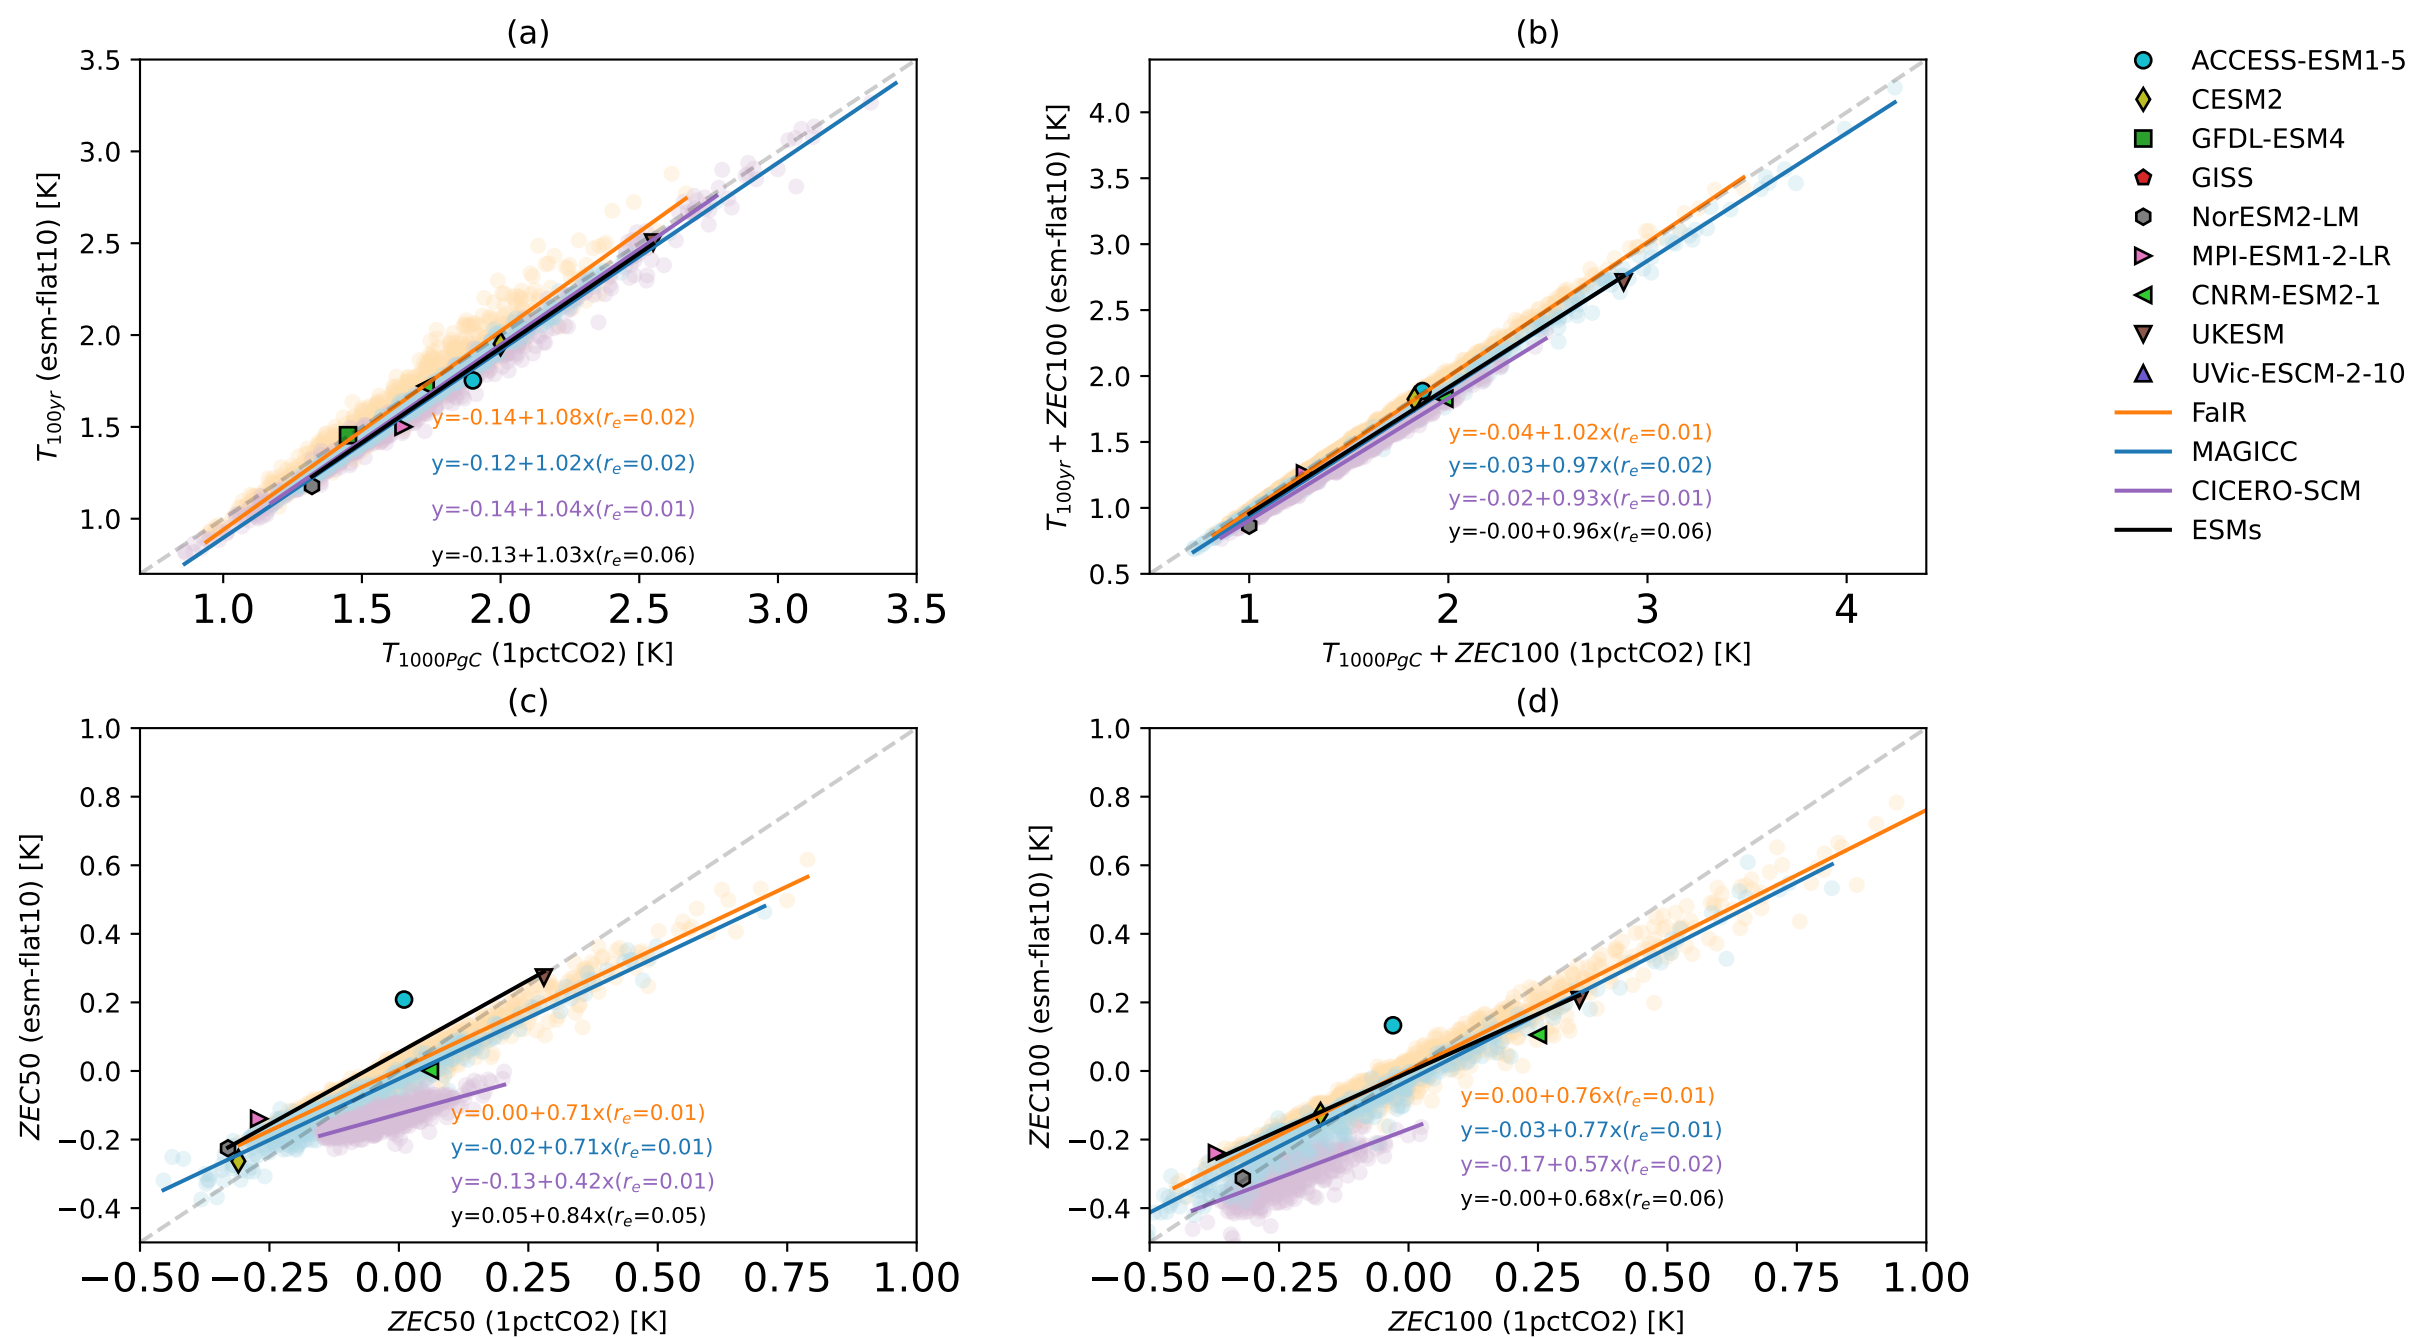 (a)
3.5
3.0
2.5
2.0
1.5
1.0
T100yr (esm-flat10) [K]
y=-0.14+1.08x(re=0.02)
y=-0.12+1.02x(re=0.02)
y=-0.14+1.04x(re=0.01)
y=-0.13+1.03x(re=0.06)
1.0 1.5 2.0 2.5 3.0 3.5
T1000PgC (1pctCO2) [K]
(b)
4.0
3.5
3.0
2.5
2.0
1.5
1.0
0.5
T100yr + ZEC100 (esm-flat10) [K]
y=-0.04+1.02x(re=0.01)
y=-0.03+0.97x(re=0.02)
y=-0.02+0.93x(re=0.01)
y=-0.00+0.96x(re=0.06)
1 2 3 4
T1000PgC + ZEC100 (1pctCO2) [K]
ACCESS-ESM1-5
CESM2
GFDL-ESM4
GISS
NorESM2-LM
MPI-ESM1-2-LR
CNRM-ESM2-1
UKESM
UVic-ESCM-2-10
FaIR
MAGICC
CICERO-SCM
ESMs
(c)
1.0
0.8
0.6
0.4
0.2
0.0
−0.2
−0.4
ZEC50 (esm-flat10) [K]
y=0.00+0.71x(re=0.01)
y=-0.02+0.71x(re=0.01)
y=-0.13+0.42x(re=0.01)
y=0.05+0.84x(re=0.05)
−0.50 −0.25 0.00 0.25 0.50 0.75 1.00
ZEC50 (1pctCO2) [K]
(d)
1.0
0.8
0.6
0.4
0.2
0.0
−0.2
−0.4
ZEC100 (esm-flat10) [K]
y=0.00+0.76x(re=0.01)
y=-0.03+0.77x(re=0.01)
y=-0.17+0.57x(re=0.02)
y=-0.00+0.68x(re=0.06)
−0.50 −0.25 0.00 0.25 0.50 0.75 1.00
ZEC100 (1pctCO2) [K]